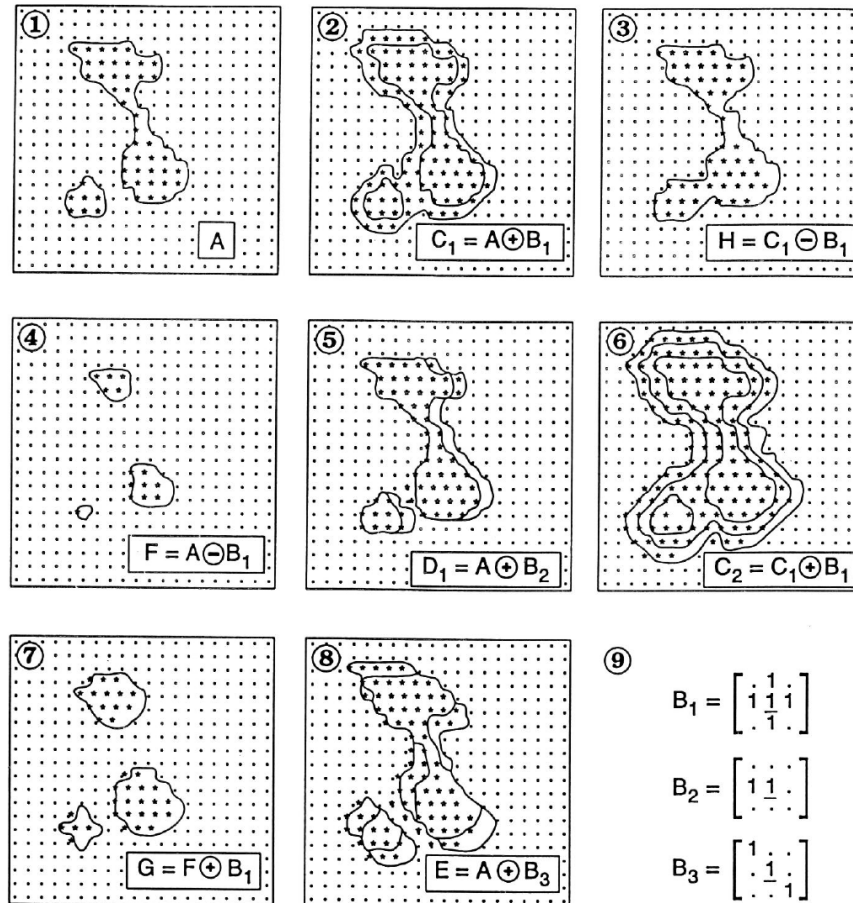 ①
A
②
C₁ = A⊕B₁
③
H = C₁ ⊖ B₁
④
F = A⊖B₁
⑤
D₁ = A ⊕ B₂
⑥
C₂ = C₁⊕B₁
⑦
G = F ⊕ B₁
⑧
E = A ⊕ B₃
⑨
B₁ = [ . 1 .
1 1 1
. 1 . ]
B₂ = [ . . .
1 1 .
. . . ]
B₃ = [ 1 . .
. 1 .
. . 1 ]